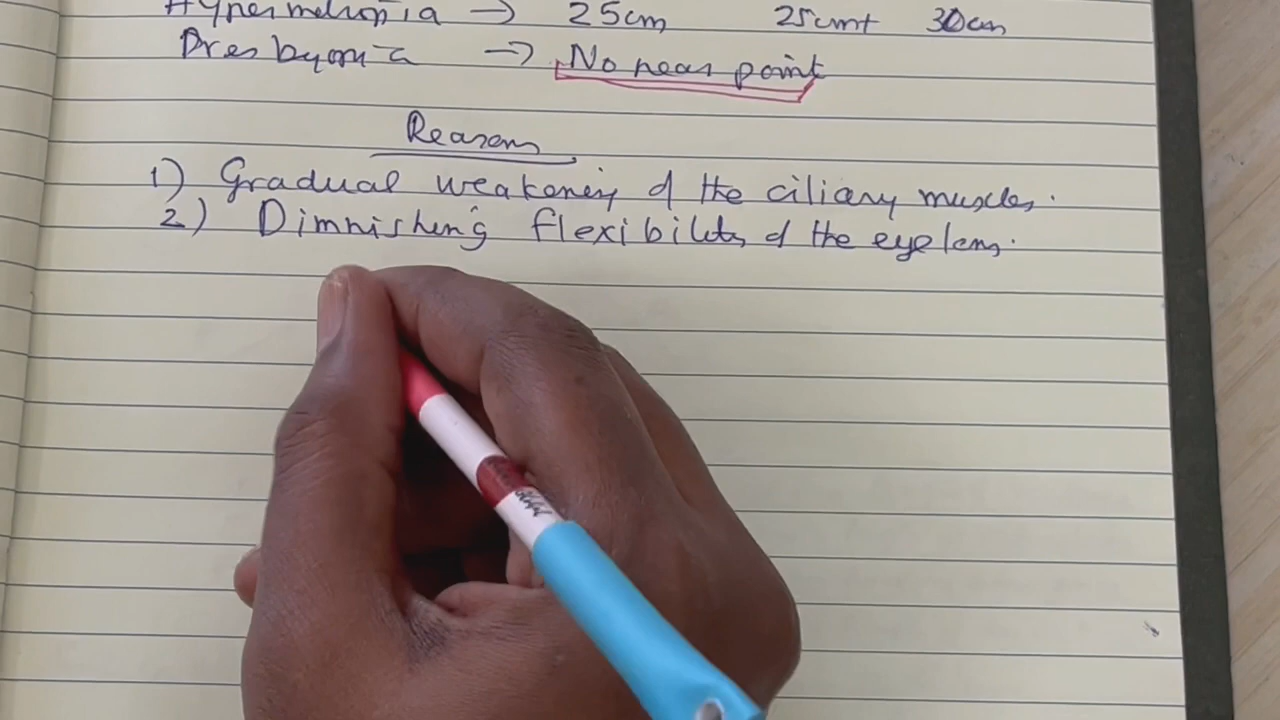 Hypermetropia → 25cm 25cm+ 30cm
Presbyopia → No near point
Reasons
1) Gradual weakening of the ciliary muscles.
2) Diminishing flexibility of the eye lens.